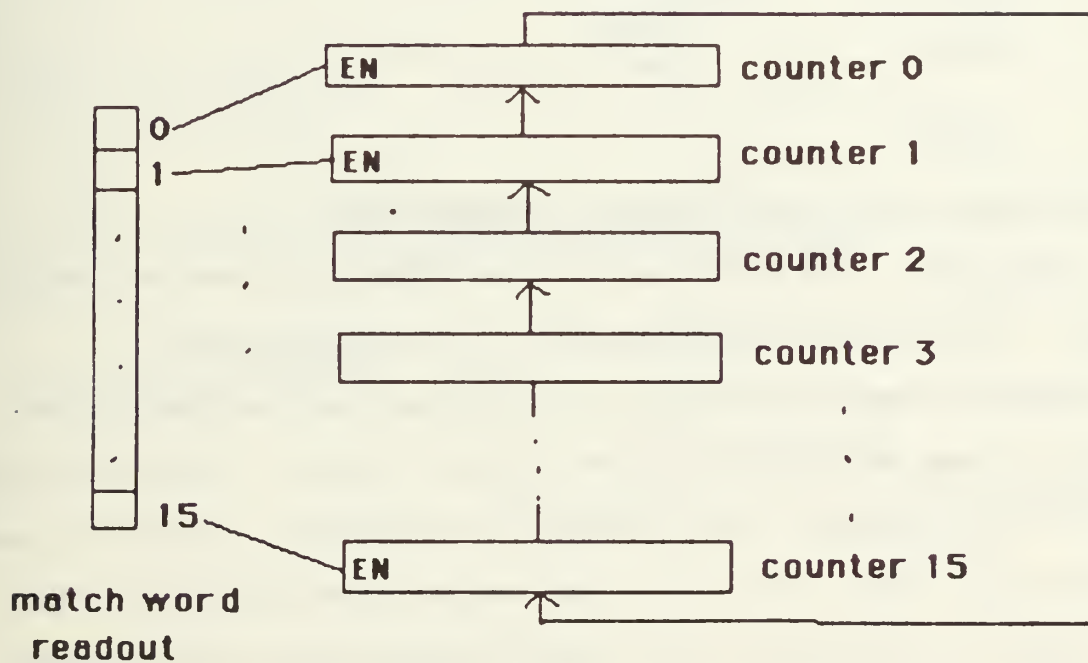 EN counter 0
0
EN counter 1
1
counter 2
counter 3
15
EN counter 15
match word
readout